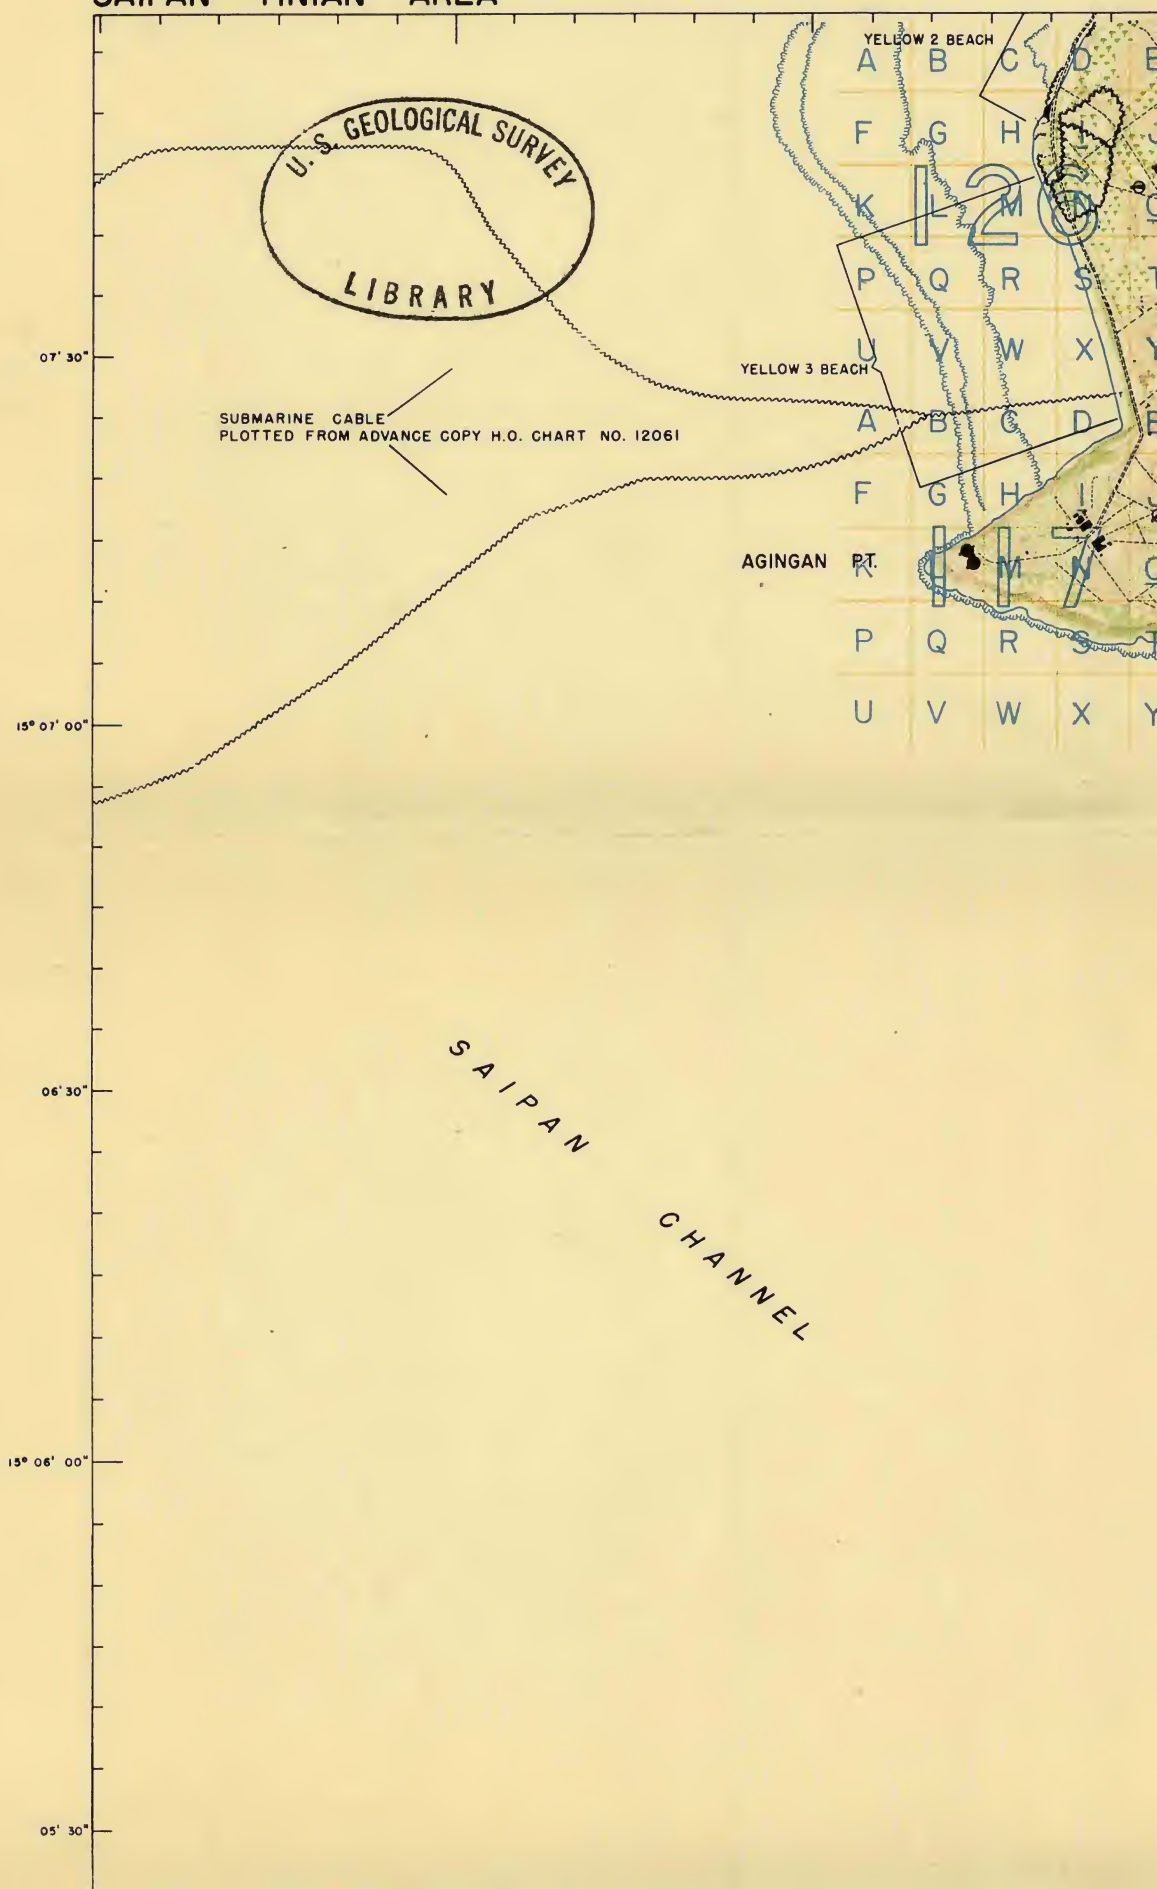 SAIPAN TINIAN AREA
YELLOW 2 BEACH
A B C D E
U. S. GEOLOGICAL SURVEY
LIBRARY
F G H I J
126
K L M N O
P Q R S T
U V W X Y
07' 30"
YELLOW 3 BEACH
SUBMARINE CABLE
PLOTTED FROM ADVANCE COPY H.O. CHART NO. 12061
A B C D E
F G H I J
AGINGAN PT.
117
K L M N O
P Q R S T
U V W X Y
15° 07' 00"
06' 30"
SAIPAN CHANNEL
15° 06' 00"
05' 30"